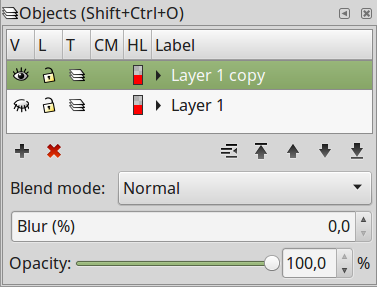 Objects (Shift+Ctrl+O)
V L T CM HL Label
Layer 1 copy
Layer 1
Blend mode: Normal
Blur (%) 0,0
Opacity: 100,0 %